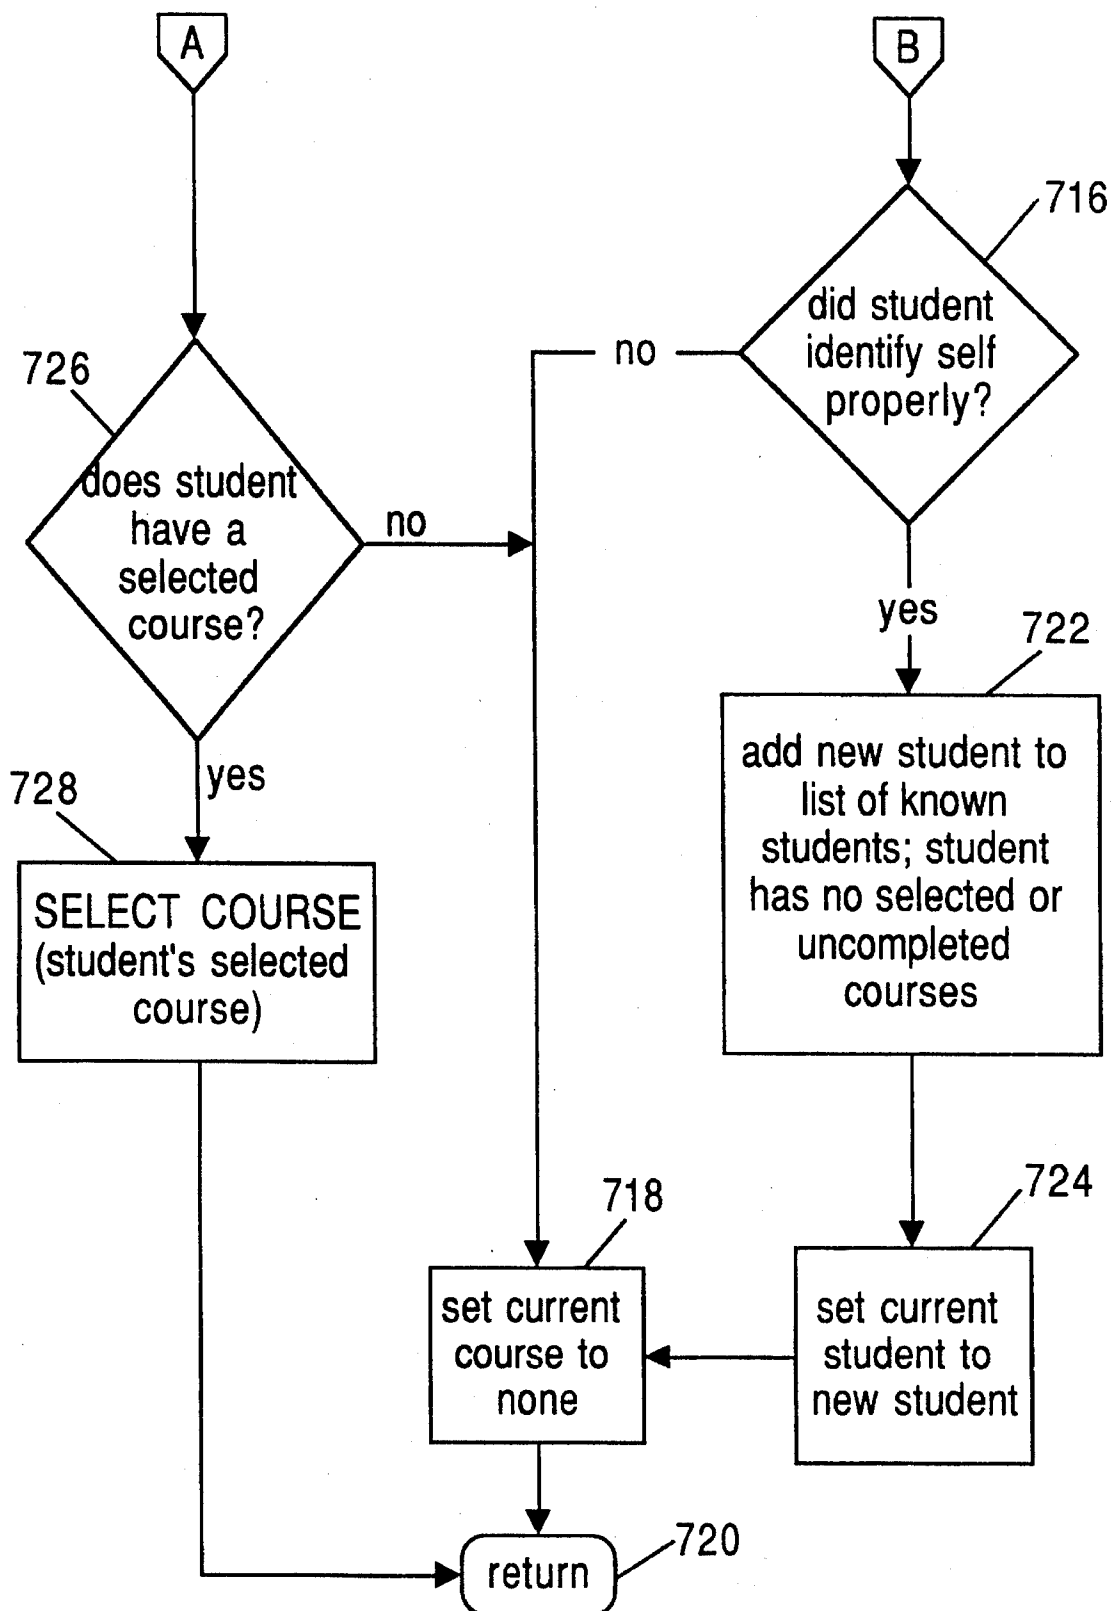 A
B
716
did student
identify self
properly?
no
726
does student
have a
selected
course?
no
yes
722
yes
728
add new student to
list of known
students; student
has no selected or
uncompleted
courses
SELECT COURSE
(student's selected
course)
724
718
set current
course to
none
set current
student to
new student
720
return